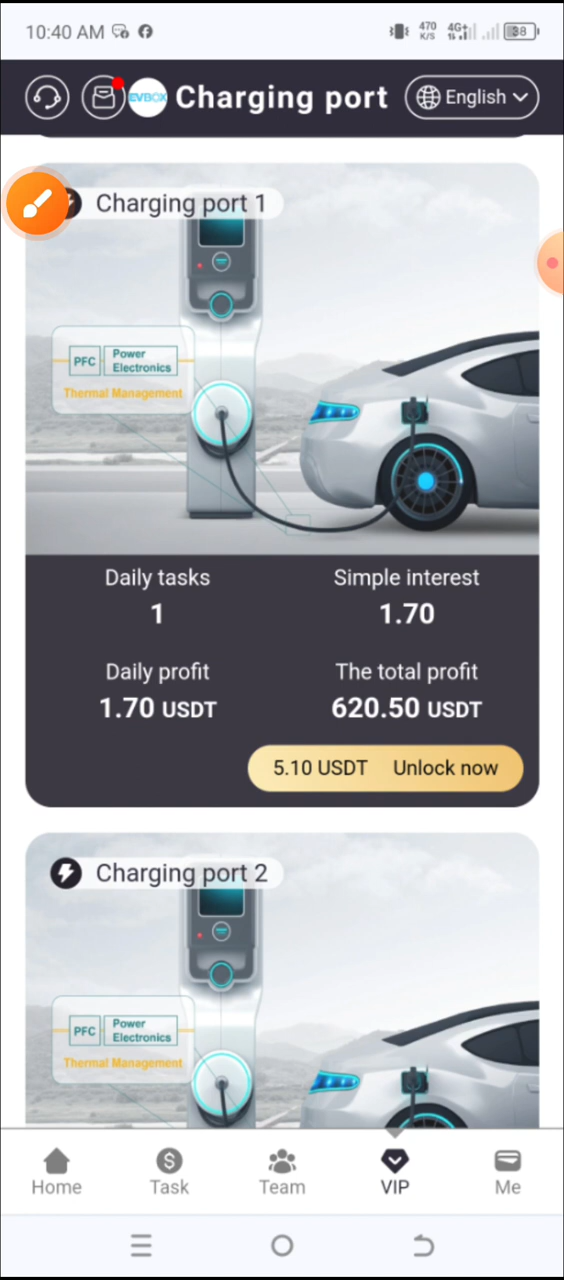 10:40 AM
470
K/S
4G+
38
EVBOX
Charging port
English
Charging port 1
PFC
Power
Electronics
Thermal Management
Daily tasks
Simple interest
1
1.70
Daily profit
The total profit
1.70 USDT
620.50 USDT
5.10 USDT Unlock now
Charging port 2
PFC
Power
Electronics
Thermal Management
Home
Task
Team
VIP
Me